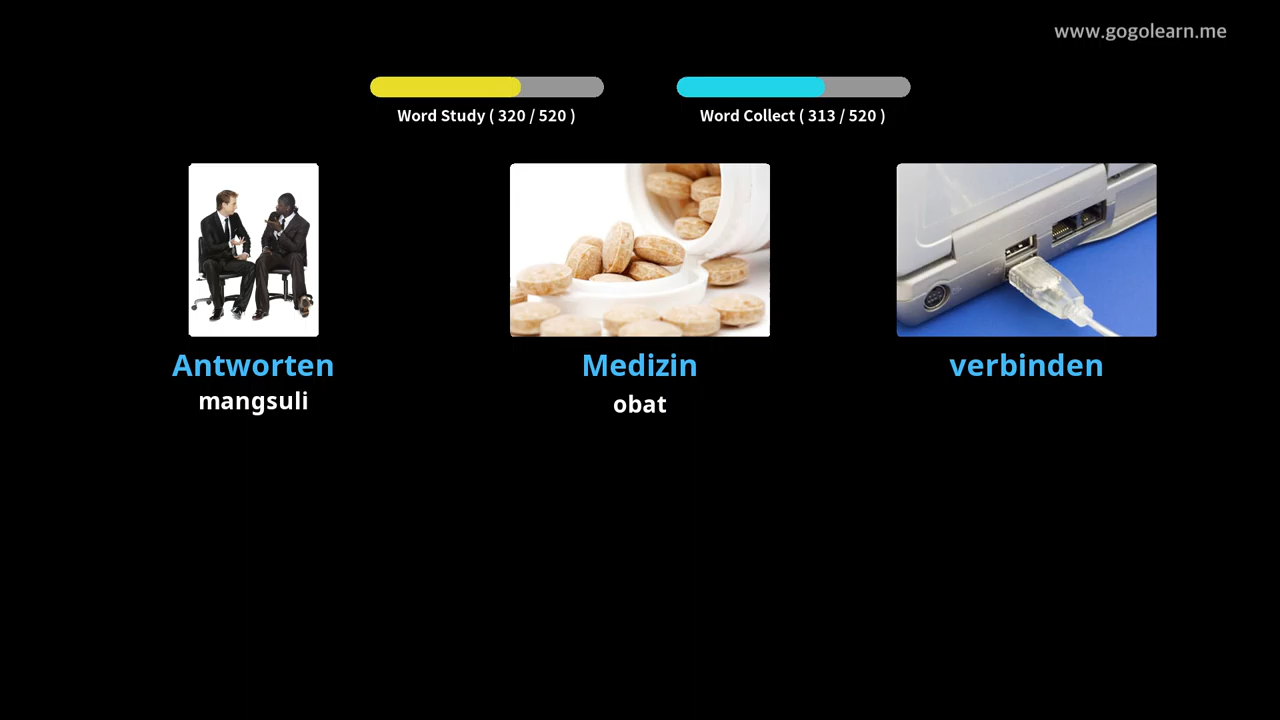 www.gogolearn.me
Word Study ( 320 / 520 )
Word Collect ( 313 / 520 )
Antworten
mangsuli
Medizin
obat
verbinden